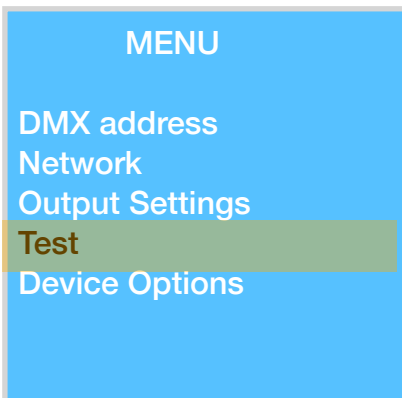 MENU
DMX address
Network
Output Settings
Test
Device Options